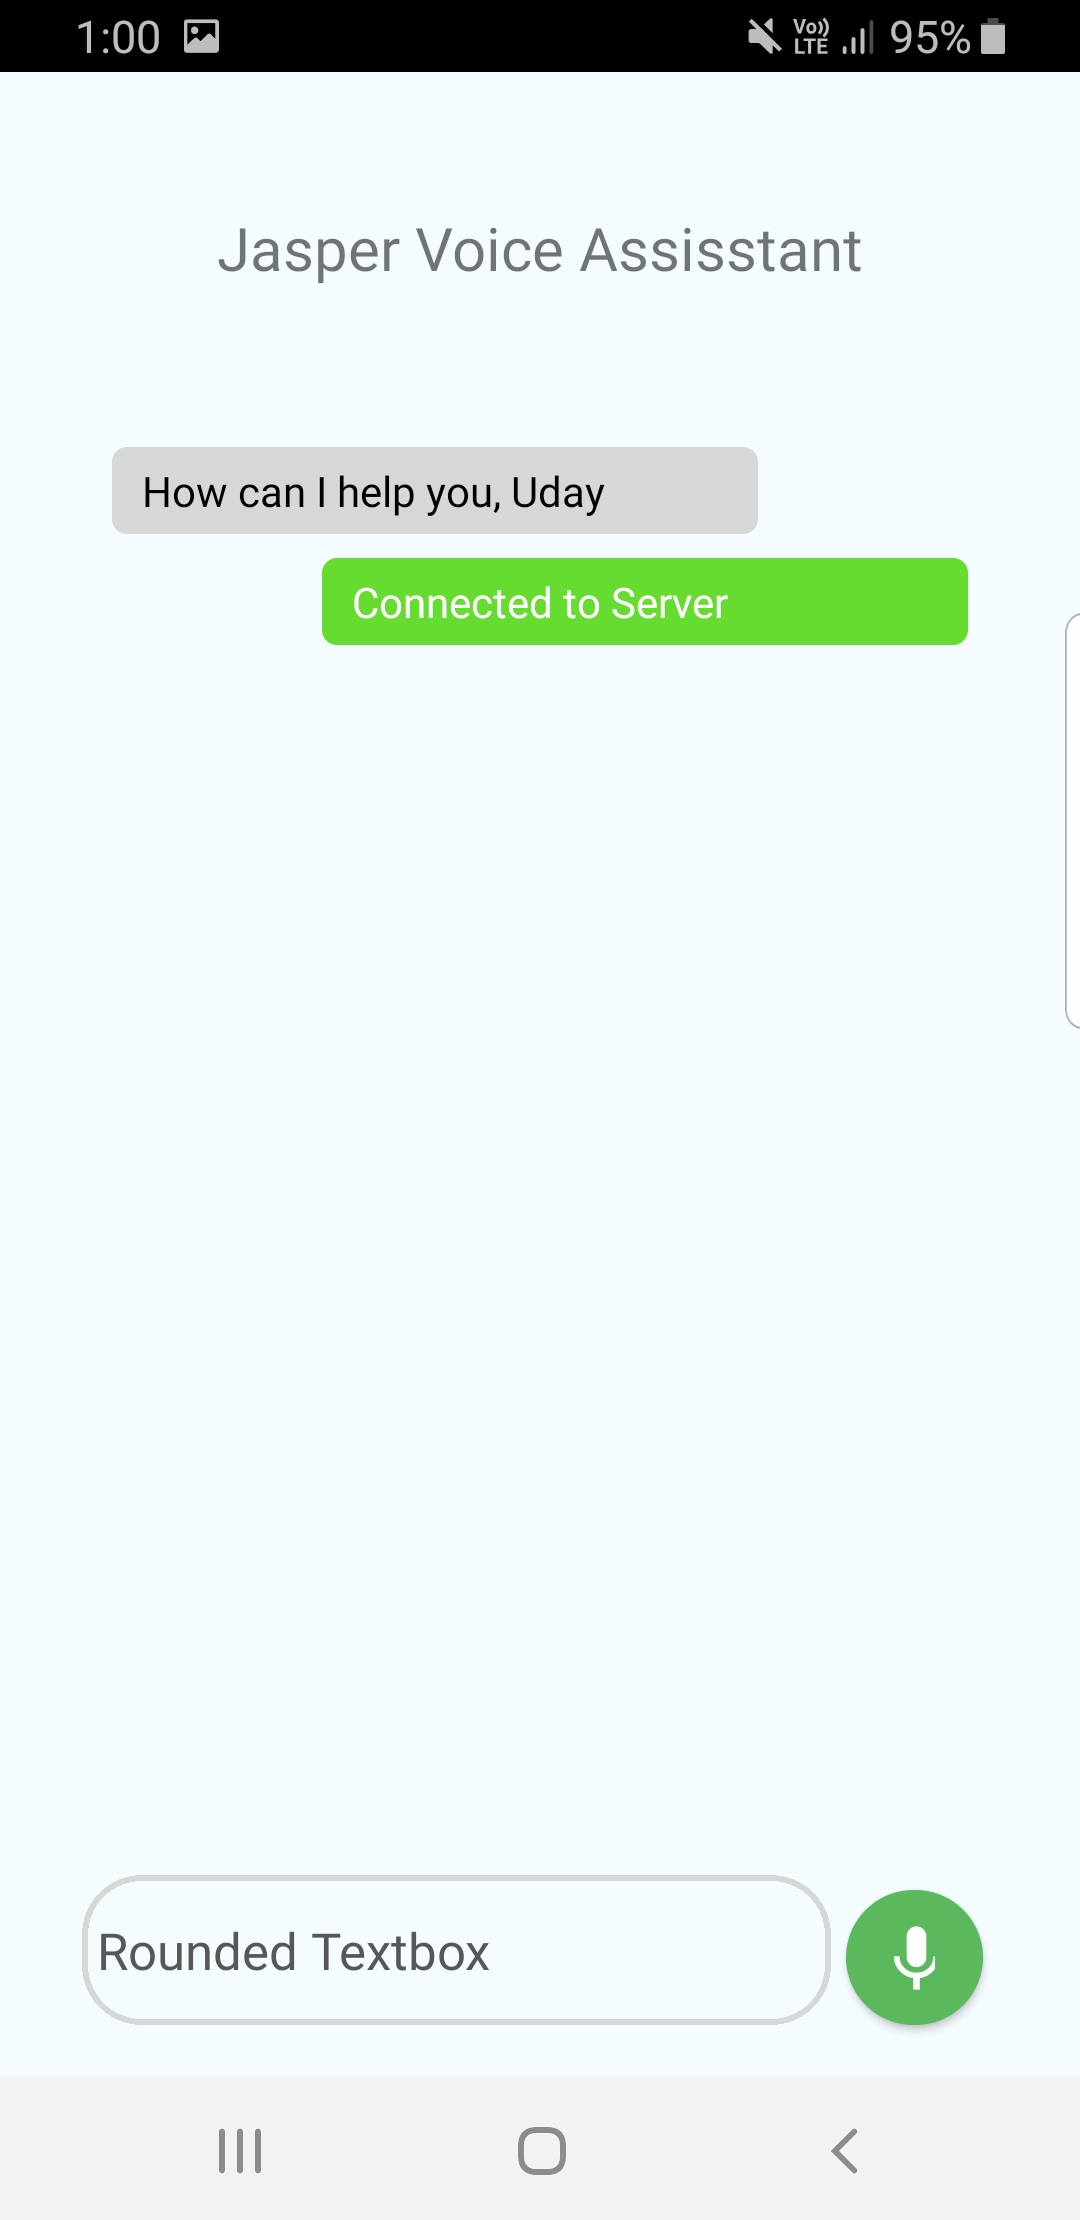 1:00 Vo)) LTE 95%
Jasper Voice Assisstant
How can I help you, Uday
Connected to Server
Rounded Textbox